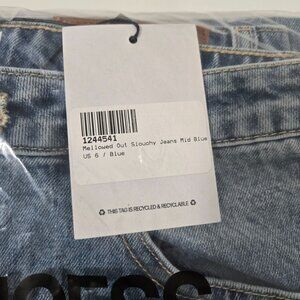 1244541
Mellowed Out Slouchy Jeans Mid Blue
US 6 / Blue
THIS TAG IS RECYCLED & RECYCLABLE